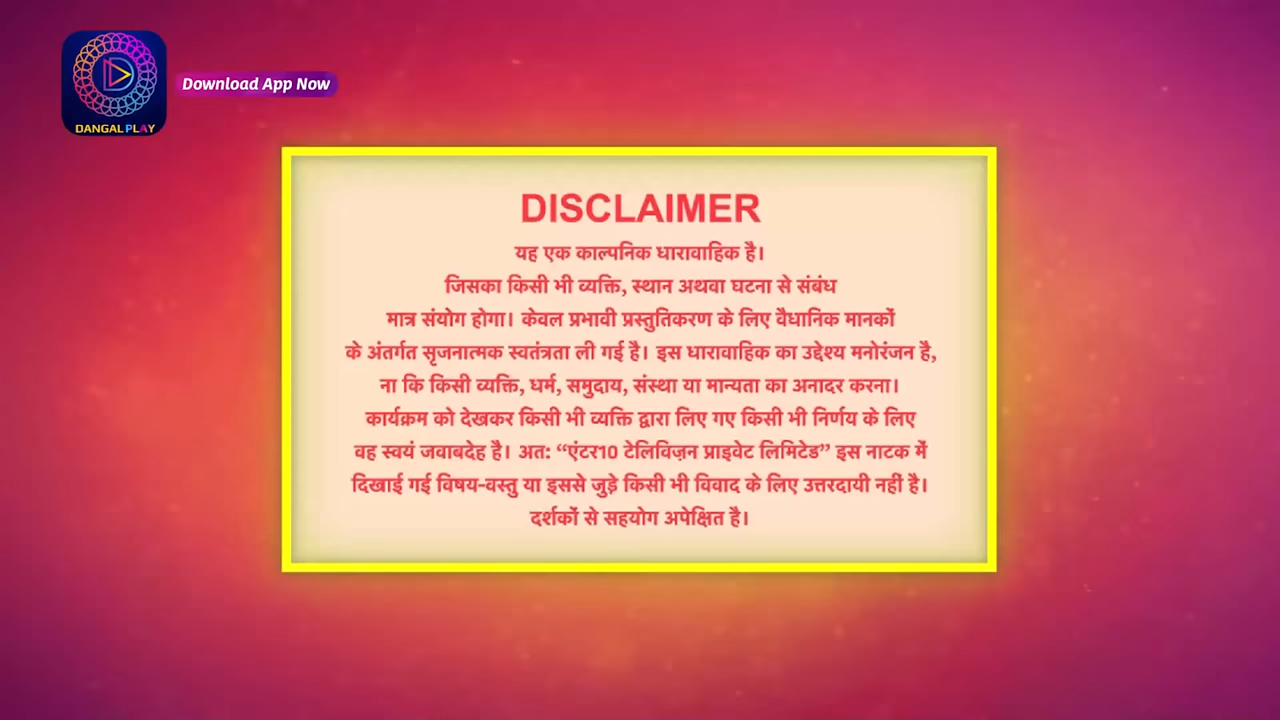 DANGAL PLAY
Download App Now
DISCLAIMER
यह एक काल्पनिक धारावाहिक है।
जिसका किसी भी व्यक्ति, स्थान अथवा घटना से संबंध
मात्र संयोग होगा। केवल प्रभावी प्रस्तुतिकरण के लिए वैधानिक मानकों
के अंतर्गत सृजनात्मक स्वतंत्रता ली गई है। इस धारावाहिक का उद्देश्य मनोरंजन है,
ना कि किसी व्यक्ति, धर्म, समुदाय, संस्था या मान्यता का अनादर करना।
कार्यक्रम को देखकर किसी भी व्यक्ति द्वारा लिए गए किसी भी निर्णय के लिए
वह स्वयं जवाबदेह है। अत: “एंटर10 टेलिविज़न प्राइवेट लिमिटेड” इस नाटक में
दिखाई गई विषय-वस्तु या इससे जुड़े किसी भी विवाद के लिए उत्तरदायी नहीं है।
दर्शकों से सहयोग अपेक्षित है।